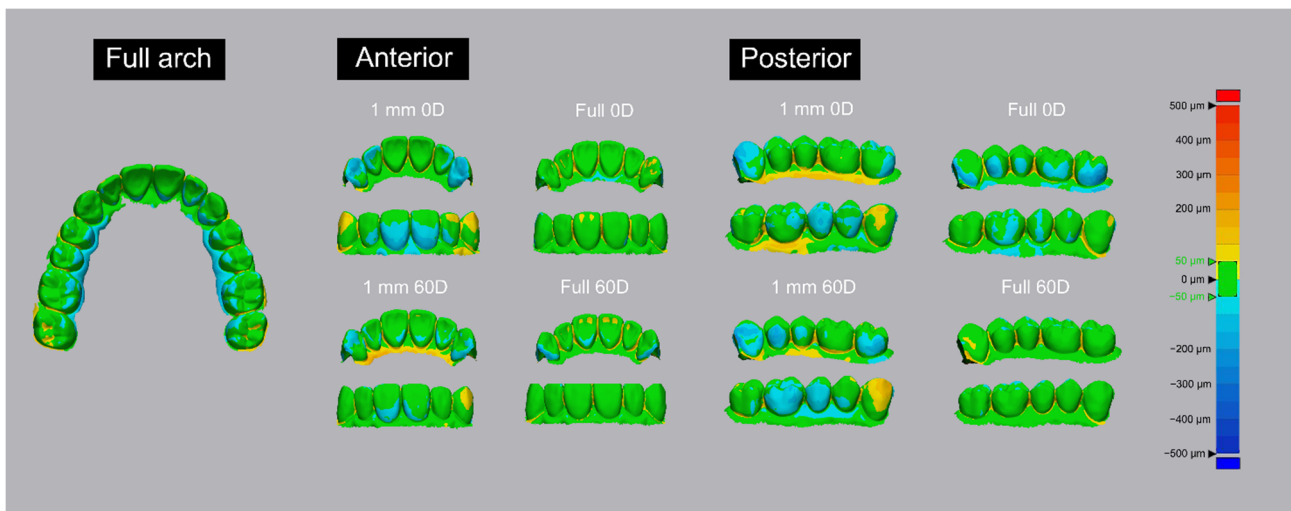 Full arch
Anterior
Posterior
1 mm 0D
Full 0D
1 mm 0D
Full 0D
1 mm 60D
Full 60D
1 mm 60D
Full 60D
500 µm
400 µm
300 µm
200 µm
50 µm
0 µm
−50 µm
−200 µm
−300 µm
−400 µm
−500 µm